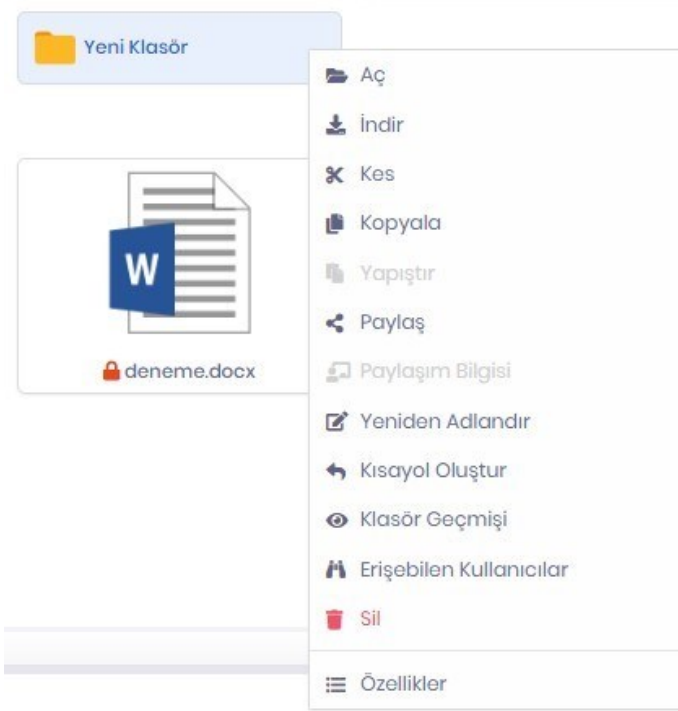 Yeni Klasör
Aç
İndir
Kes
Kopyala
Yapıştır
Paylaş
W
deneme.docx
Paylaşım Bilgisi
Yeniden Adlandır
Kısayol Oluştur
Klasör Geçmişi
Erişebilen Kullanıcılar
Sil
Özellikler